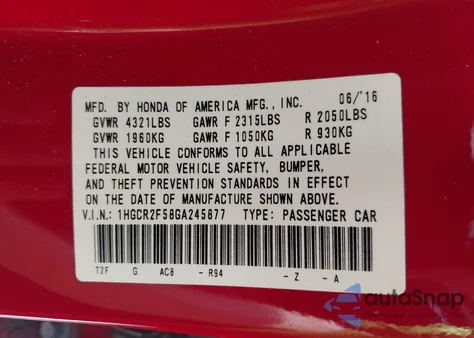 MFD. BY HONDA OF AMERICA MFG., INC. 06/'16
GVWR 4321LBS GAWR F 2315LBS R 2050LBS
GVWR 1960KG GAWR F 1050KG R 930KG
THIS VEHICLE CONFORMS TO ALL APPLICABLE
FEDERAL MOTOR VEHICLE SAFETY, BUMPER,
AND THEFT PREVENTION STANDARDS IN EFFECT
ON THE DATE OF MANUFACTURE SHOWN ABOVE.
V.I.N.: 1HGCR2F58GA245877 TYPE: PASSENGER CAR
T2F G AC8 - R94 - Z - A
autoSnap